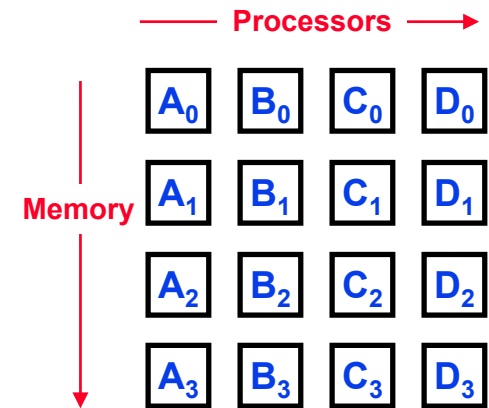 Processors
A₀ B₀ C₀ D₀
A₁ B₁ C₁ D₁
Memory
A₂ B₂ C₂ D₂
A₃ B₃ C₃ D₃